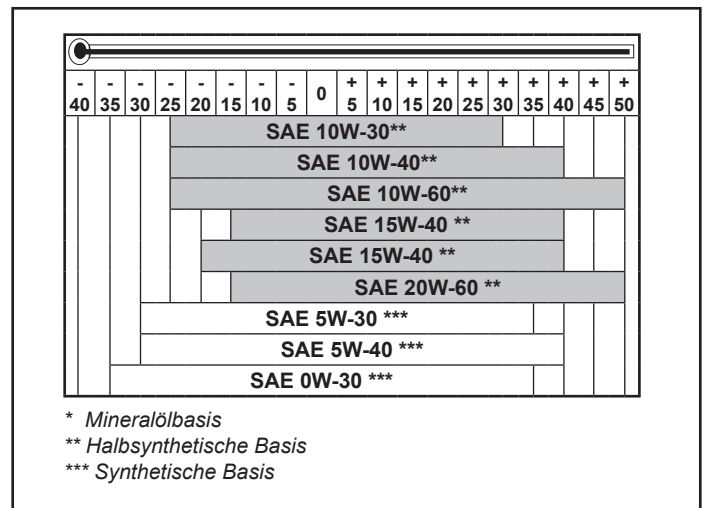 - - - - - - - - 0 + + + + + + + + + +
40 35 30 25 20 15 10 5 5 10 15 20 25 30 35 40 45 50
SAE 10W-30**
SAE 10W-40**
SAE 10W-60**
SAE 15W-40 **
SAE 15W-40 **
SAE 20W-60 **
SAE 5W-30 ***
SAE 5W-40 ***
SAE 0W-30 ***
* Mineralölbasis
** Halbsynthetische Basis
*** Synthetische Basis